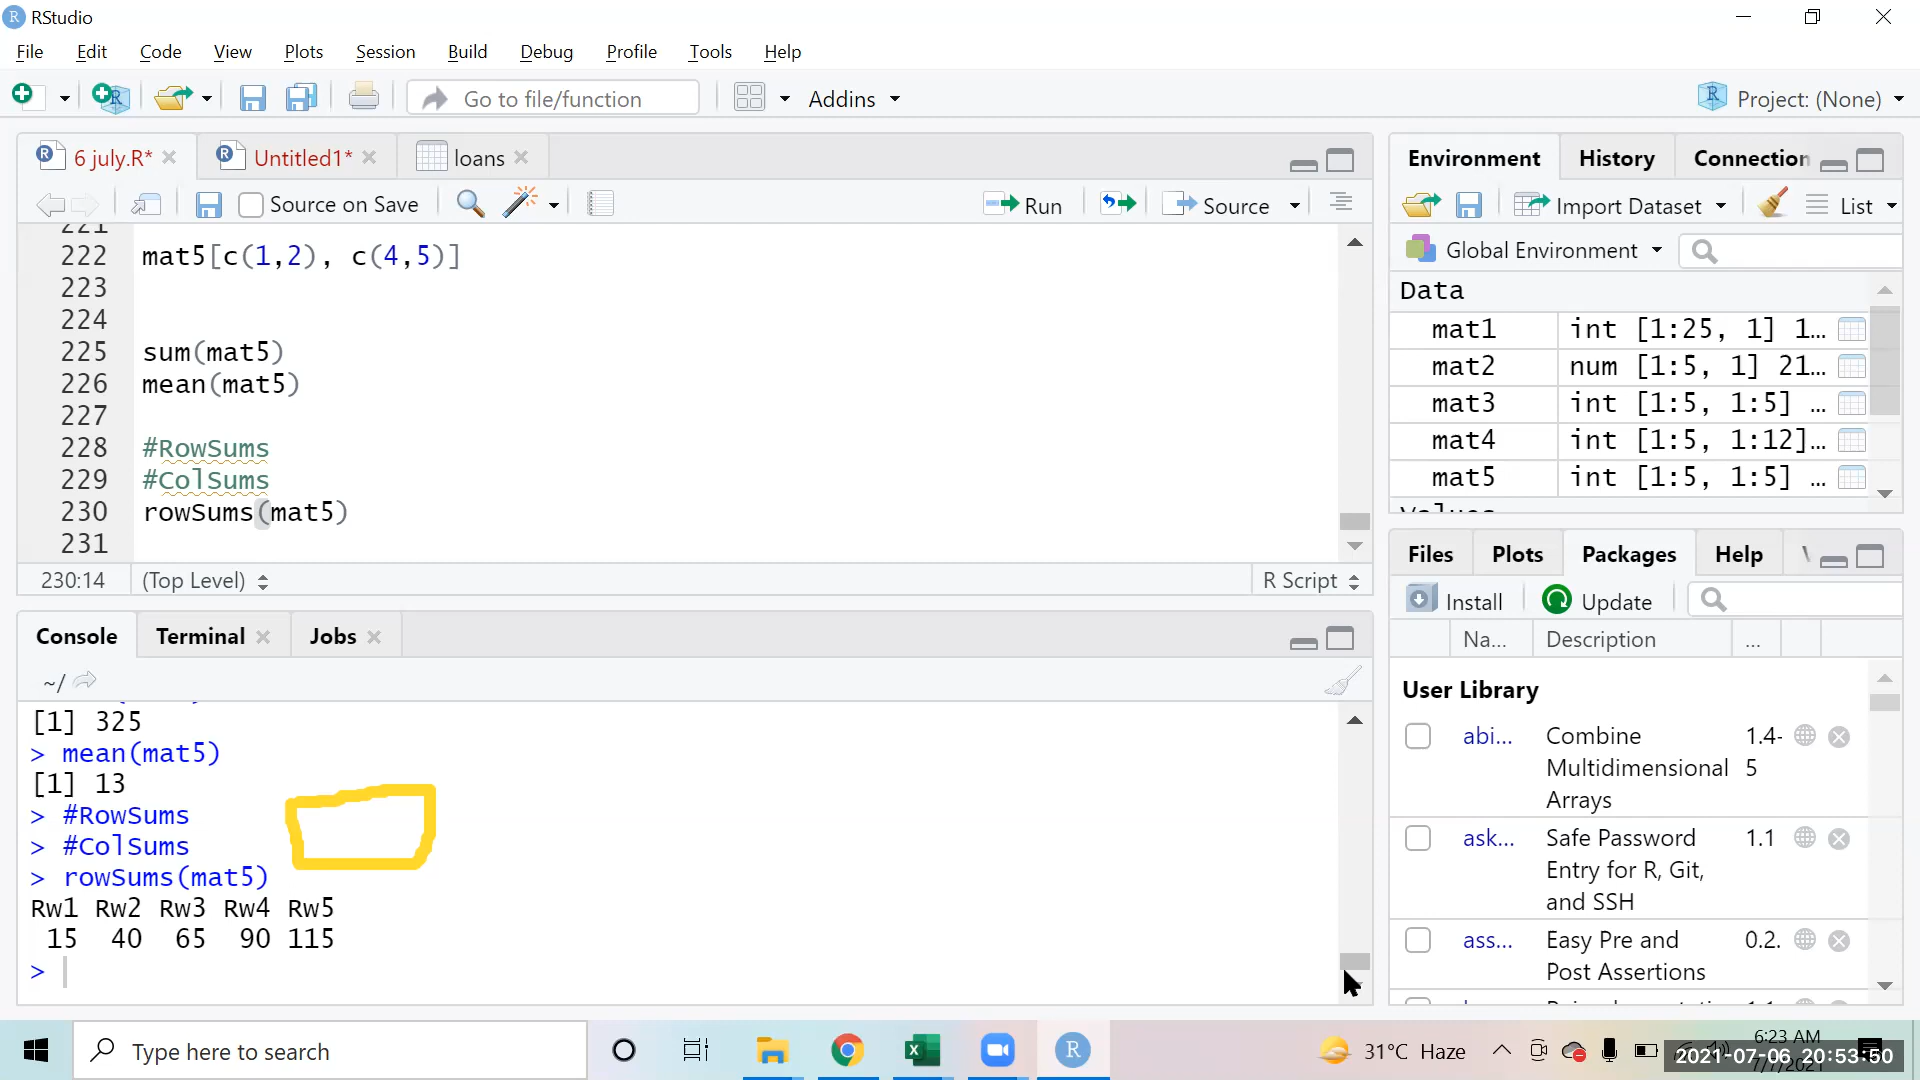 RStudio
File Edit Code View Plots Session Build Debug Profile Tools Help
Go to file/function Addins Project: (None)
6 july.R* Untitled1* loans
Source on Save Run Source
221
222 mat5[c(1,2), c(4,5)]
223
224
225 sum(mat5)
226 mean(mat5)
227
228 #RowSums
229 #ColSums
230 rowSums(mat5)
231
230:14 (Top Level) R Script
Console Terminal Jobs
~/
[1] 325
> mean(mat5)
[1] 13
> #RowSums
> #ColSums
> rowSums(mat5)
Rw1 Rw2 Rw3 Rw4 Rw5
15 40 65 90 115
>
Environment History Connection
Import Dataset List
Global Environment
Data
mat1 int [1:25, 1] 1...
mat2 num [1:5, 1] 21...
mat3 int [1:5, 1:5] ...
mat4 int [1:5, 1:12]...
mat5 int [1:5, 1:5] ...
Values
Files Plots Packages Help
Install Update
Na... Description ...
User Library
abi... Combine 1.4-
Multidimensional 5
Arrays
ask... Safe Password 1.1
Entry for R, Git,
and SSH
ass... Easy Pre and 0.2.
Post Assertions
Type here to search 31°C Haze 6:23 AM
2021-07-06 20:53:50